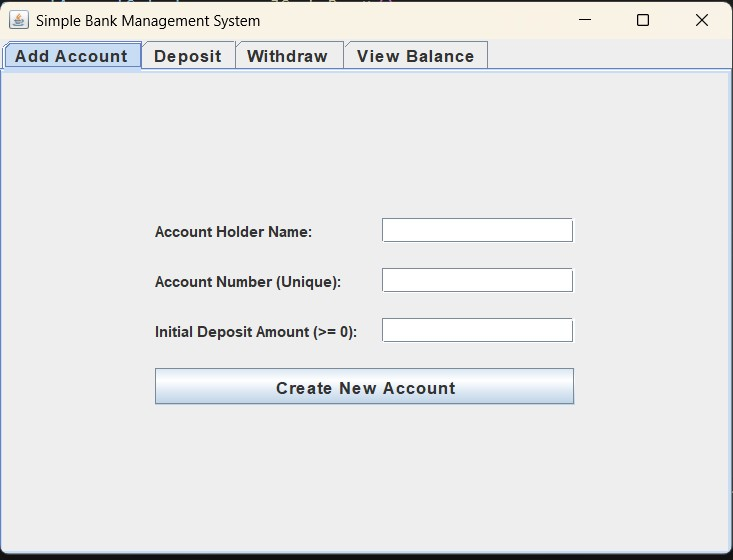 Simple Bank Management System
Add Account Deposit Withdraw View Balance
Account Holder Name:
Account Number (Unique):
Initial Deposit Amount (>= 0):
Create New Account